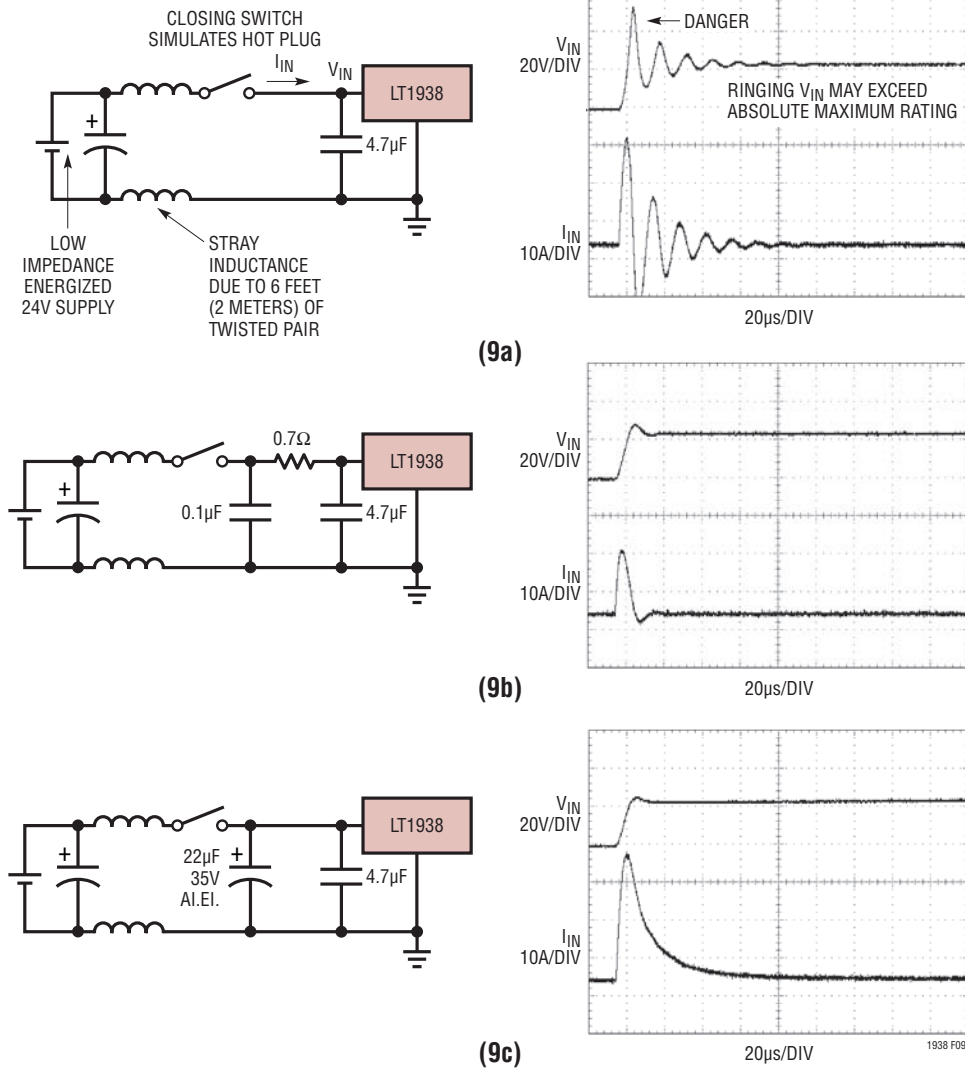 CLOSING SWITCH
SIMULATES HOT PLUG
I_IN
V_IN
LT1938
+
4.7µF
LOW
IMPEDANCE
ENERGIZED
24V SUPPLY
STRAY
INDUCTANCE
DUE TO 6 FEET
(2 METERS) OF
TWISTED PAIR
V_IN
20V/DIV
DANGER
RINGING V_IN MAY EXCEED
ABSOLUTE MAXIMUM RATING
I_IN
10A/DIV
20µs/DIV
(9a)
0.7Ω
LT1938
+
0.1µF
4.7µF
V_IN
20V/DIV
I_IN
10A/DIV
20µs/DIV
(9b)
LT1938
+
+
22µF
35V
AI.EI.
4.7µF
V_IN
20V/DIV
I_IN
10A/DIV
20µs/DIV
1938 F09
(9c)